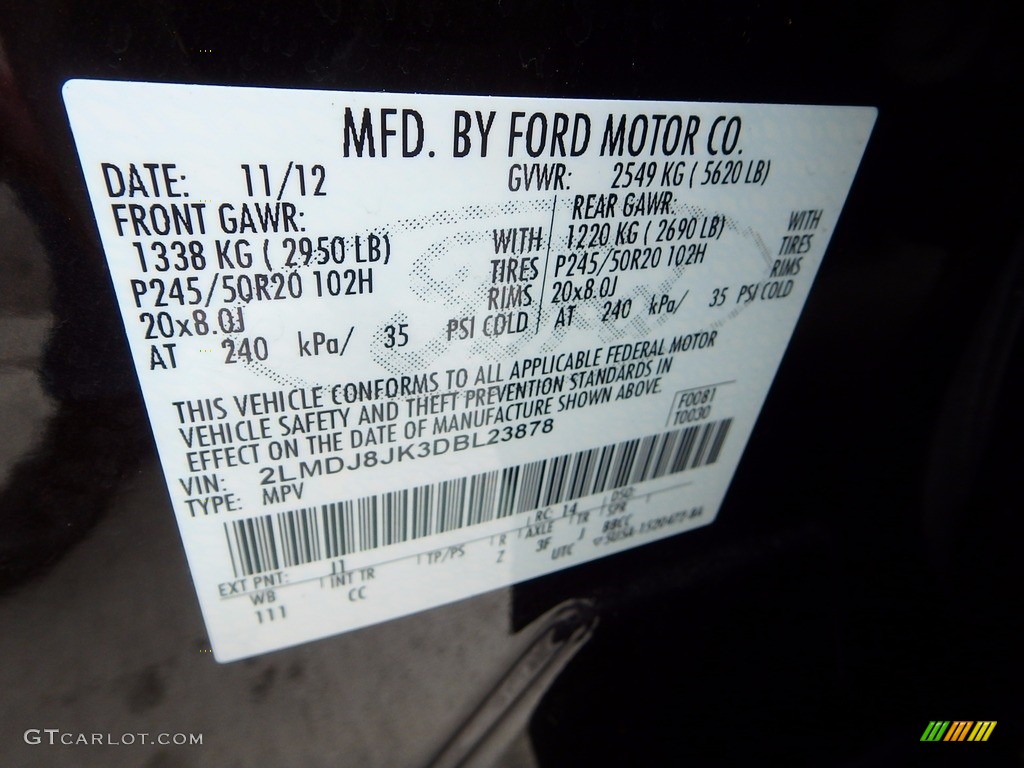 MFD. BY FORD MOTOR CO.
DATE: 11/12 GVWR: 2549 KG ( 5620 LB)
FRONT GAWR: REAR GAWR:
1338 KG ( 2950 LB) WITH 1220 KG ( 2690 LB) WITH
P245/50R20 102H TIRES P245/50R20 102H TIRES
20x8.0J RIMS 20x8.0J RIMS
AT 240 kPa/ 35 PSI COLD AT 240 kPa/ 35 PSI COLD
THIS VEHICLE CONFORMS TO ALL APPLICABLE FEDERAL MOTOR
VEHICLE SAFETY AND THEFT PREVENTION STANDARDS IN
EFFECT ON THE DATE OF MANUFACTURE SHOWN ABOVE.
F0081
T0030
VIN: 2LMDJ8JK3DBL23878
TYPE: MPV
RC: 14 DSO:
EXT PNT: J1
WB INT TR TP/PS R AXLE TR SPR
111 CC Z 3F J BBCC
UTC
GTCARLOT.COM